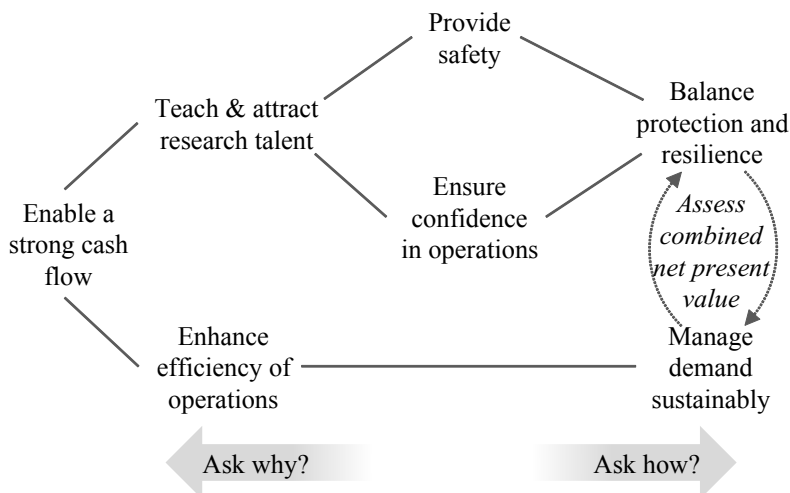 Provide
safety
Teach & attract
research talent
Balance
protection and
resilience
Ensure
confidence
in operations
Enable a
strong cash
flow
Assess
combined
net present
value
Enhance
efficiency of
operations
Manage
demand
sustainably
Ask why?
Ask how?